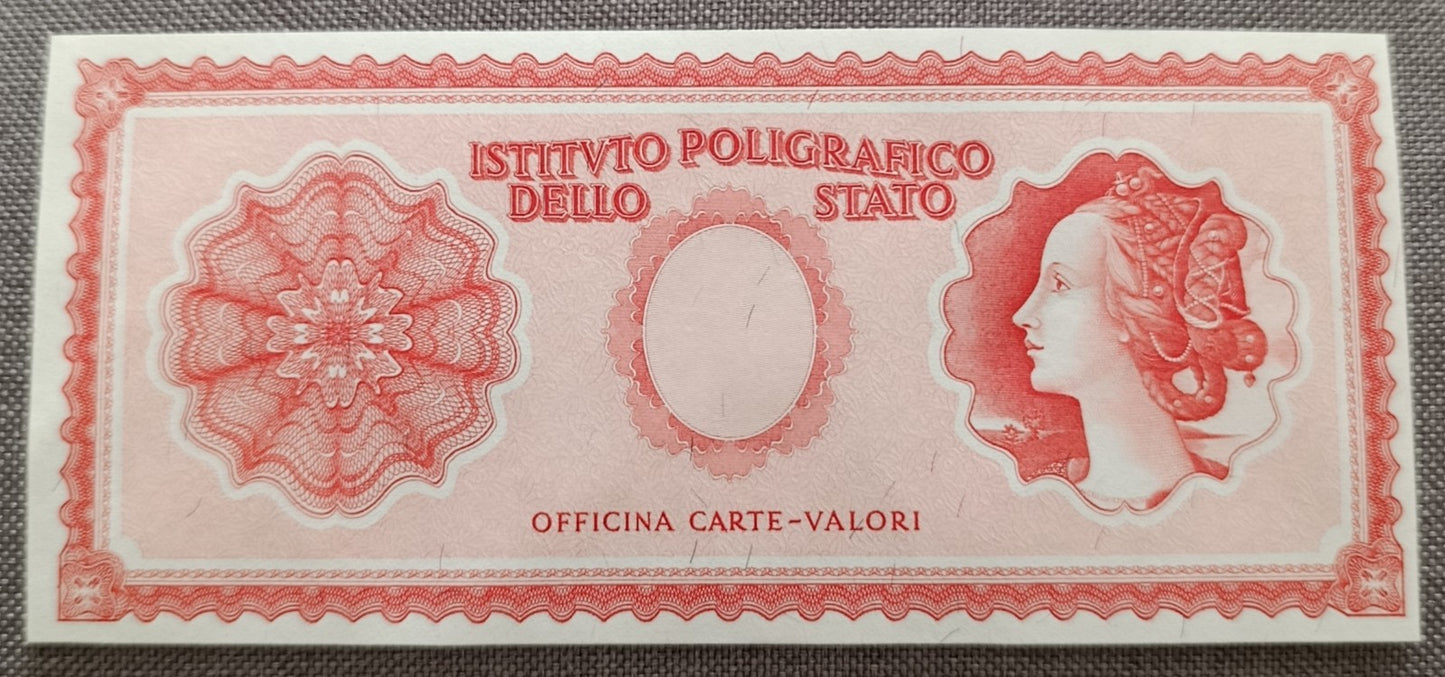 ISTITVTO POLIGRAFICO
DELLO STATO
OFFICINA CARTE-VALORI